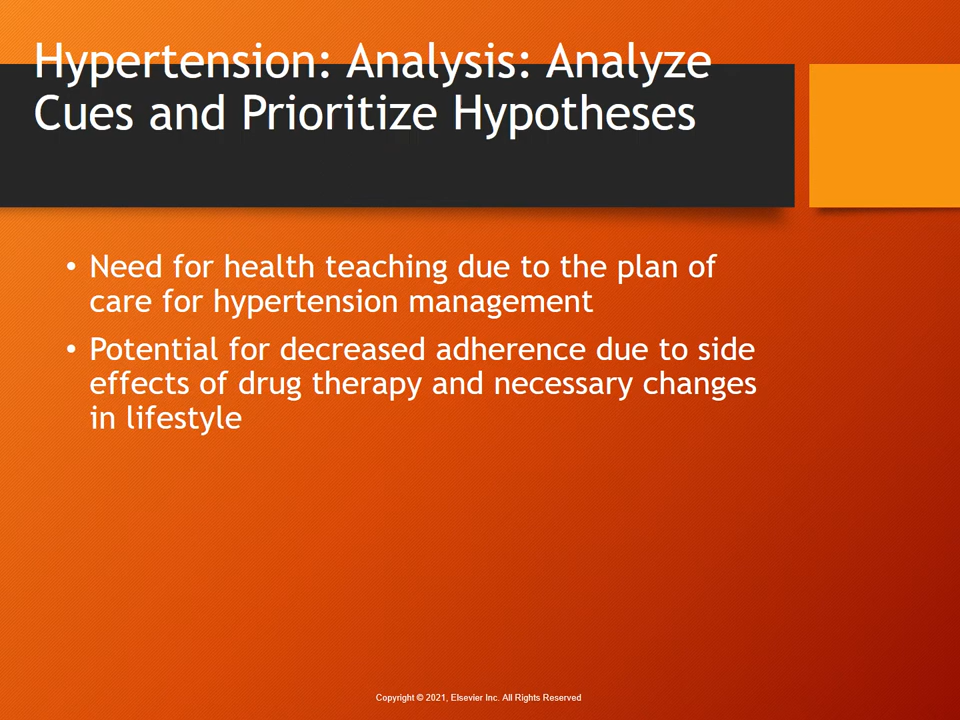 Hypertension: Analysis: Analyze
Cues and Prioritize Hypotheses
• Need for health teaching due to the plan of
care for hypertension management
• Potential for decreased adherence due to side
effects of drug therapy and necessary changes
in lifestyle
Copyright © 2021, Elsevier Inc. All Rights Reserved